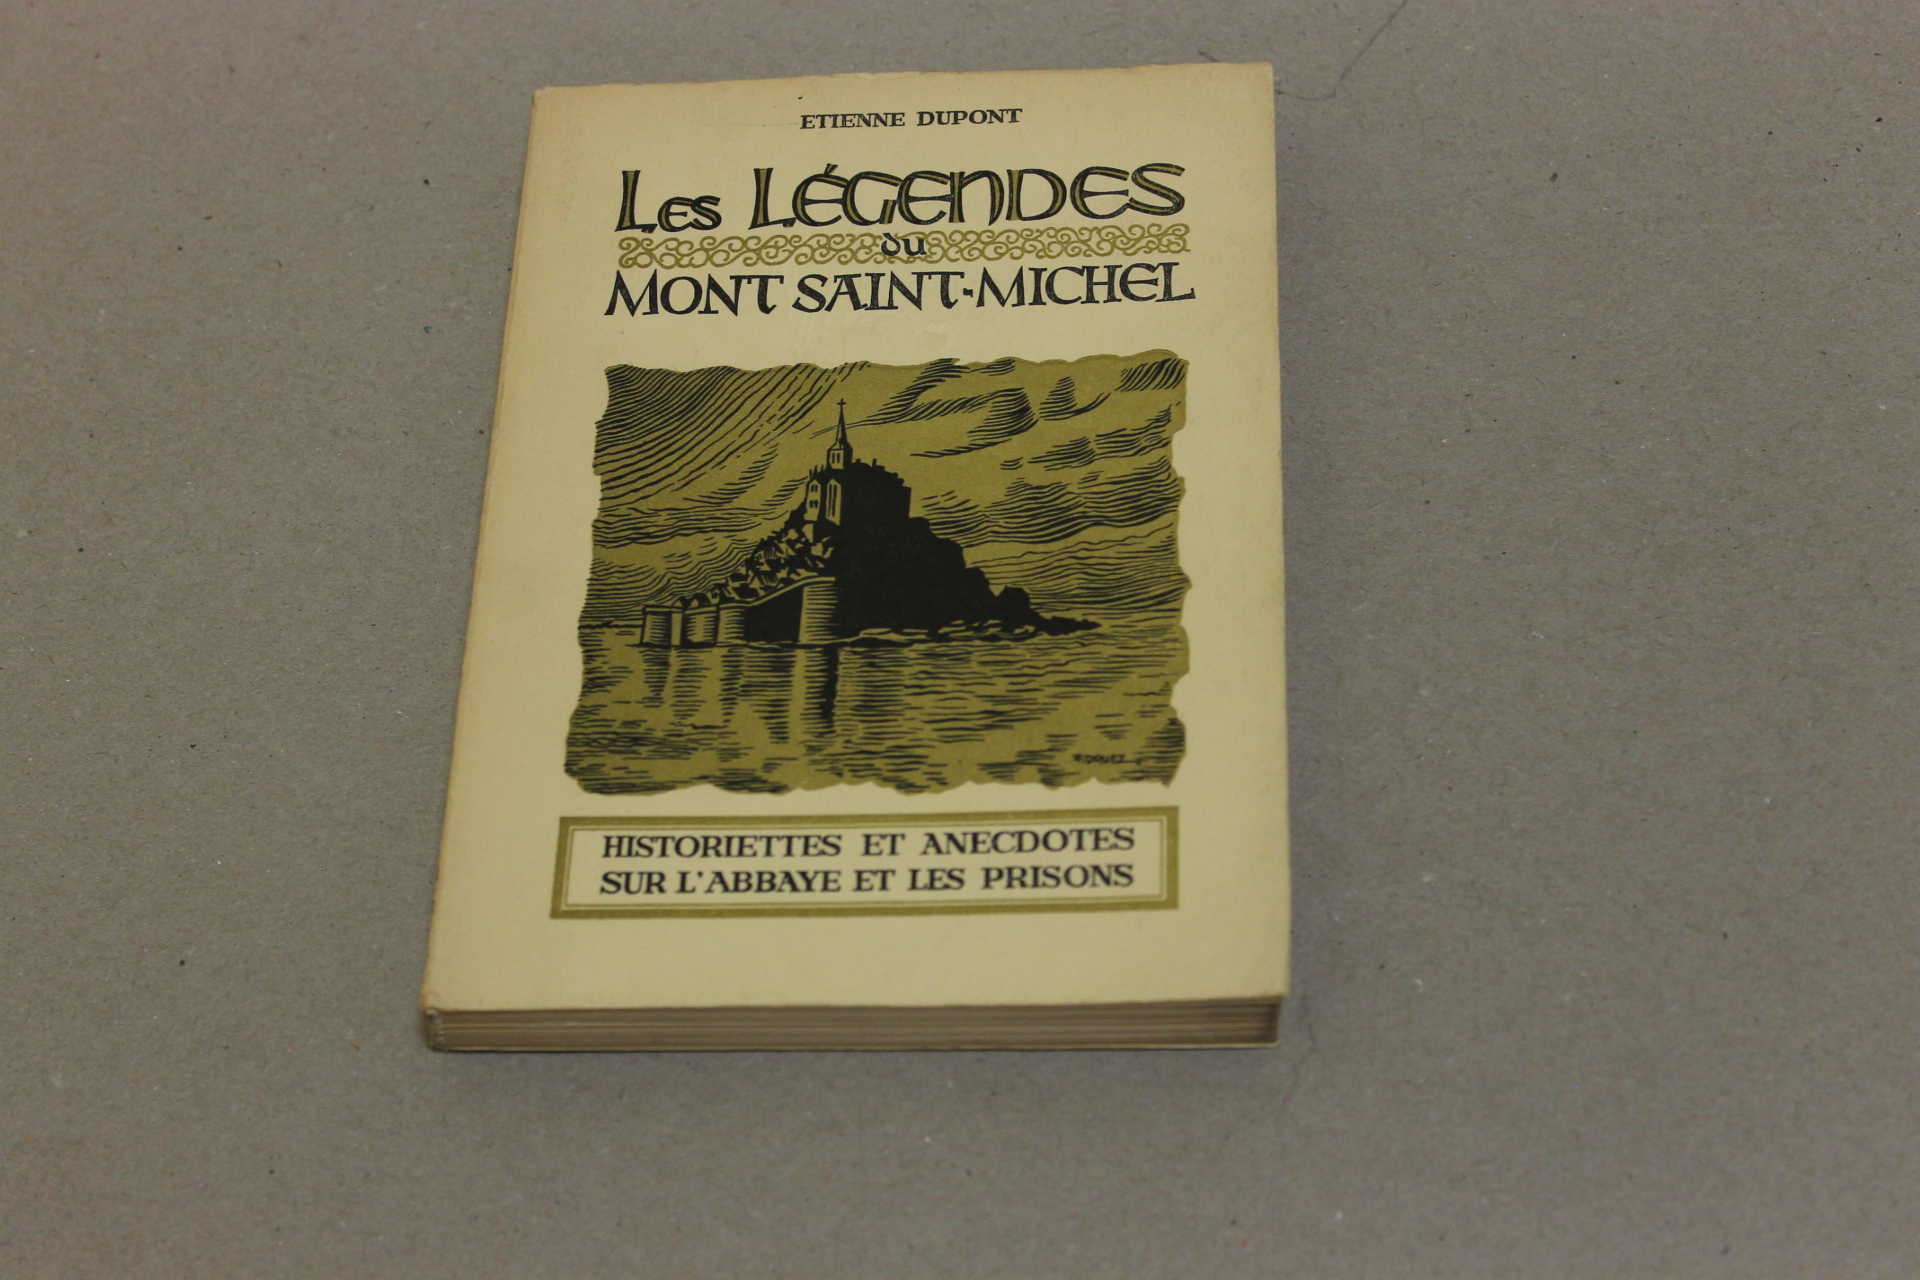 ETIENNE DUPONT
LES LÉGENDES
du
MONT SAINT-MICHEL
HISTORIETTES ET ANECDOTES
SUR L'ABBAYE ET LES PRISONS